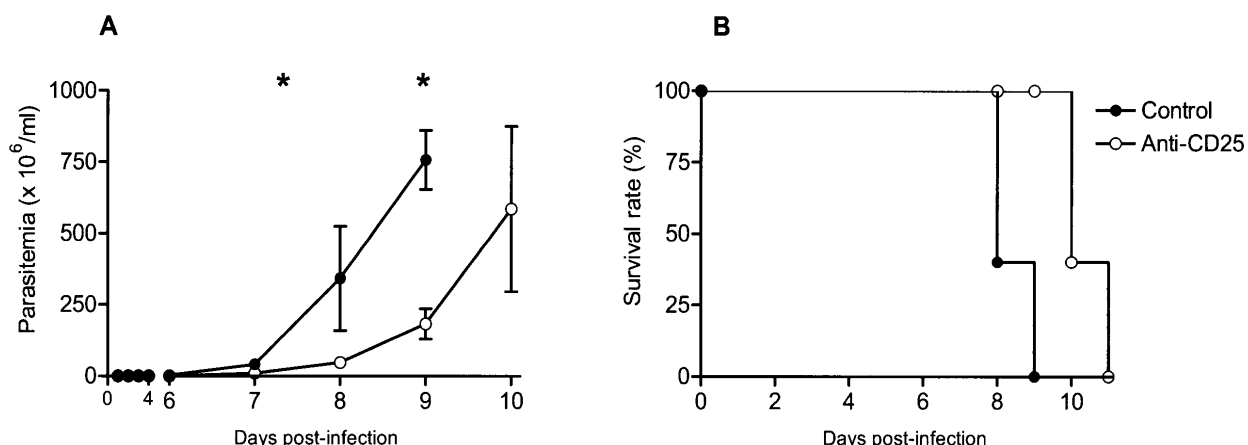 A
B
* *
1000
750
500
250
0
Parasitemia (x 10⁶/ml)
0 4 6 7 8 9 10
Days post-infection
100
75
50
25
0
Survival rate (%)
0 2 4 6 8 10
Days post-infection
Control
Anti-CD25